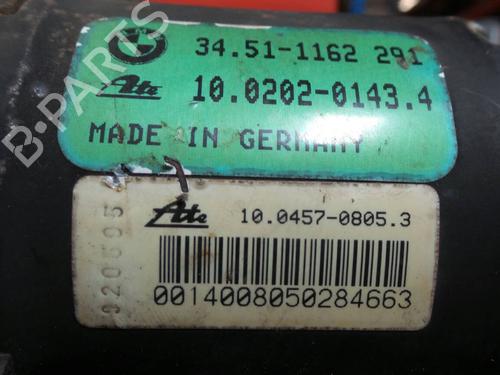 B-PARTS
34.51-1162 291
Ate 10.0202-0143.4
MADE IN GERMANY
Ate 10.0457-0805.3
0014008050284663